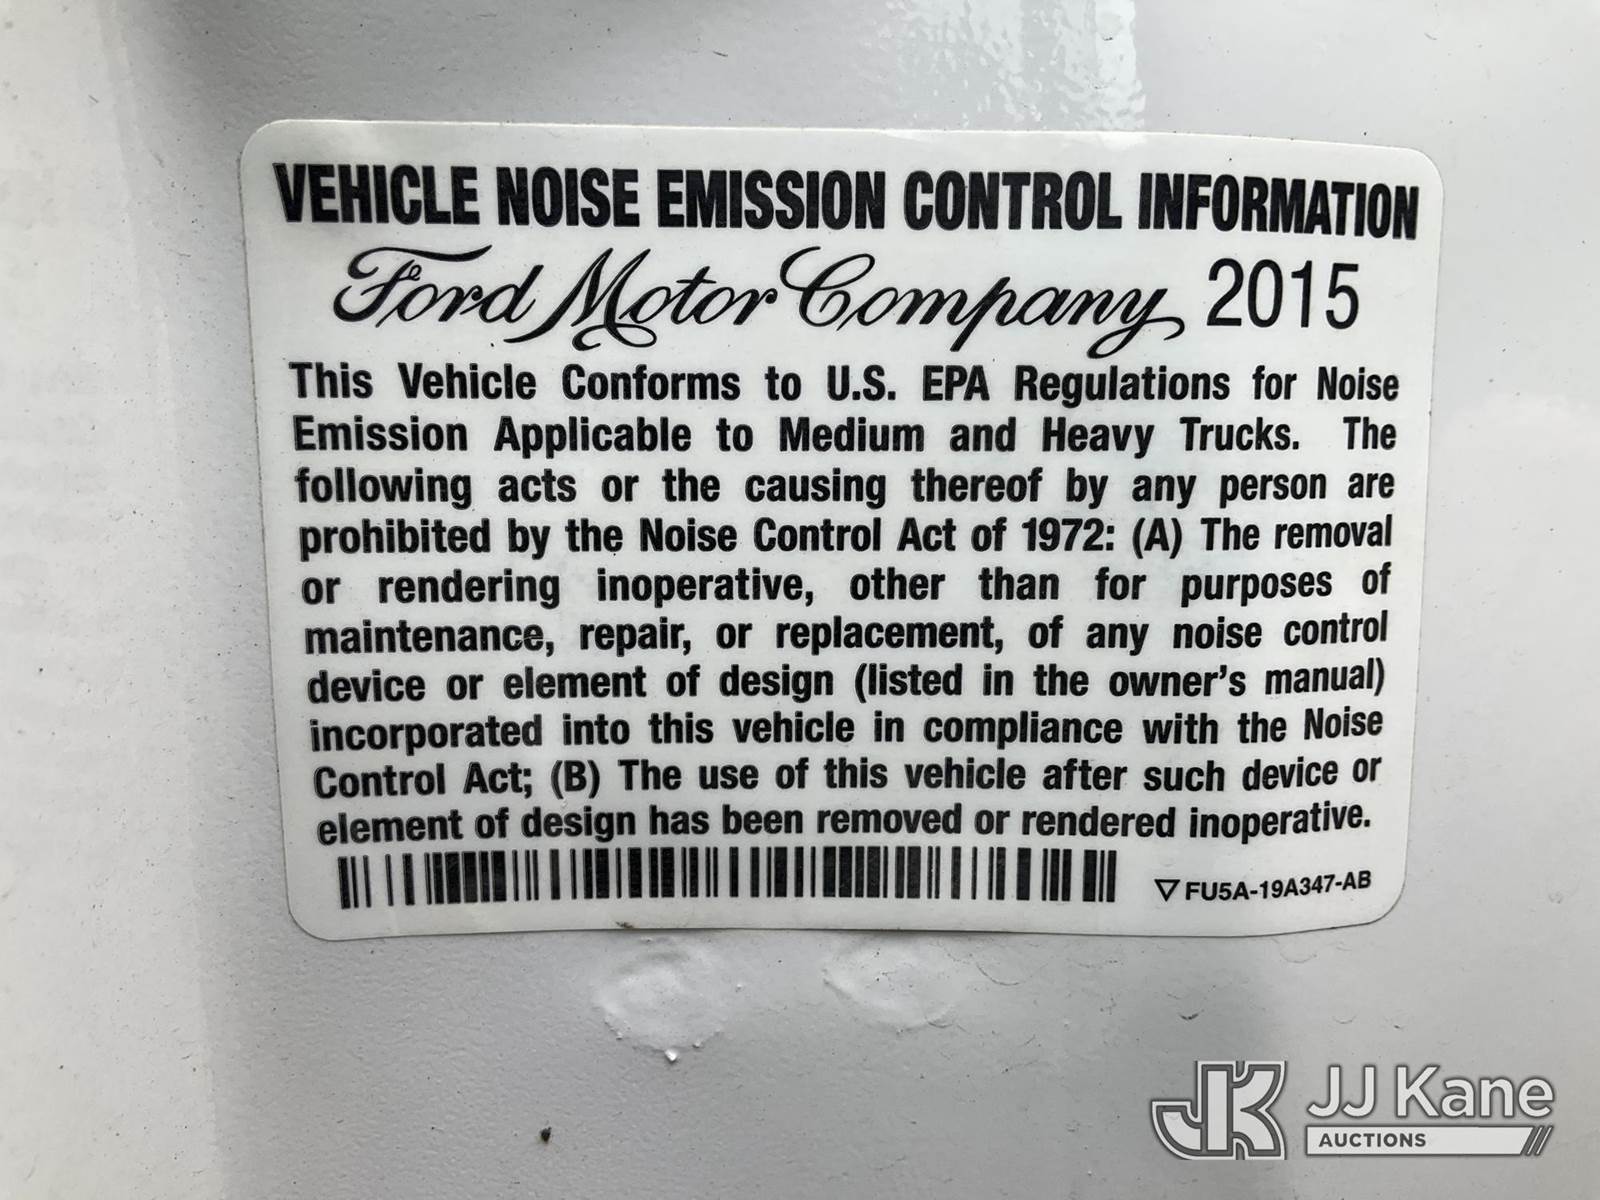 VEHICLE NOISE EMISSION CONTROL INFORMATION
Ford Motor Company 2015
This Vehicle Conforms to U.S. EPA Regulations for Noise
Emission Applicable to Medium and Heavy Trucks. The
following acts or the causing thereof by any person are
prohibited by the Noise Control Act of 1972: (A) The removal
or rendering inoperative, other than for purposes of
maintenance, repair, or replacement, of any noise control
device or element of design (listed in the owner's manual)
incorporated into this vehicle in compliance with the Noise
Control Act; (B) The use of this vehicle after such device or
element of design has been removed or rendered inoperative.
▽ FU5A-19A347-AB
JK JJ Kane
AUCTIONS